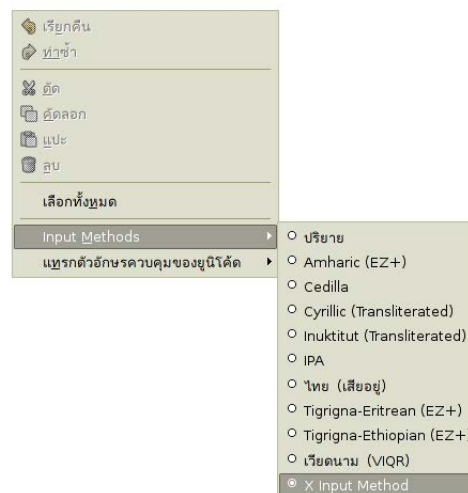 เรียกคืน
ทำซ้ำ
ตัด
คัดลอก
แปะ
ลบ
เลือกทั้งหมด
Input Methods
แทรกตัวอักษรควบคุมของยูนิโค้ด
ปริยาย
Amharic (EZ+)
Cedilla
Cyrillic (Transliterated)
Inuktitut (Transliterated)
IPA
ไทย (เสียอยู่)
Tigrigna-Eritrean (EZ+)
Tigrigna-Ethiopian (EZ+)
เวียดนาม (VIQR)
X Input Method